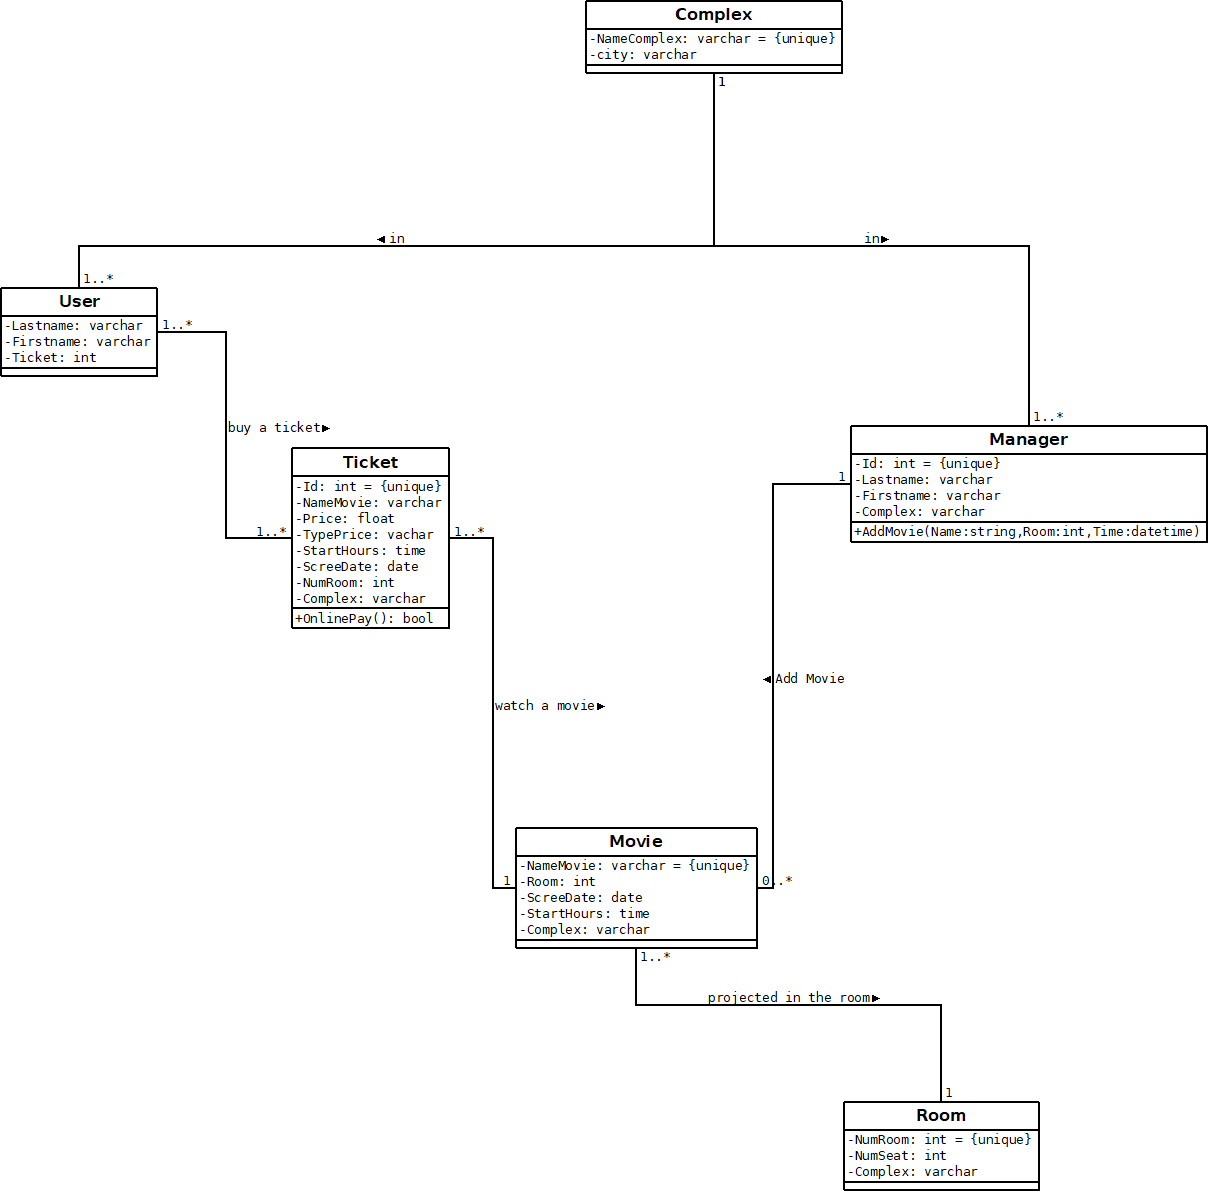 Complex
-NameComplex: varchar = {unique}
-city: varchar
1
in
in
1..*
User
-Lastname: varchar
-Firstname: varchar
-Ticket: int
1..*
buy a ticket
1..*
Ticket
-Id: int = {unique}
-NameMovie: varchar
-Price: float
-TypePrice: vachar
-StartHours: time
-ScreeDate: date
-NumRoom: int
-Complex: varchar
+OnlinePay(): bool
1..*
1..*
Manager
-Id: int = {unique}
-Lastname: varchar
-Firstname: varchar
-Complex: varchar
+AddMovie(Name:string,Room:int,Time:datetime)
1
Add Movie
watch a movie
1
0..*
Movie
-NameMovie: varchar = {unique}
-Room: int
-ScreeDate: date
-StartHours: time
-Complex: varchar
1..*
projected in the room
1
Room
-NumRoom: int = {unique}
-NumSeat: int
-Complex: varchar